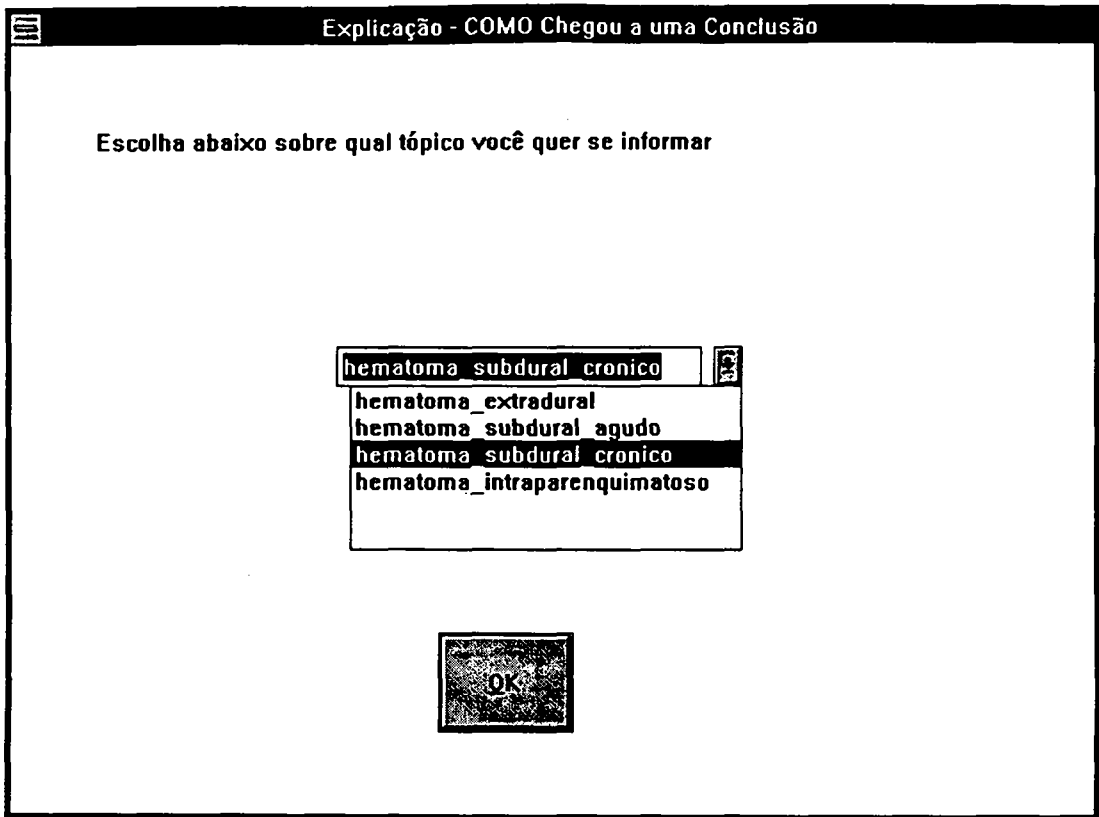 Explicação - COMO Chegou a uma Conclusão
Escolha abaixo sobre qual tópico você quer se informar
hematoma_subdural_cronico
hematoma_extradural
hematoma_subdural_agudo
hematoma_subdural_cronico
hematoma_intraparenquimatoso
OK